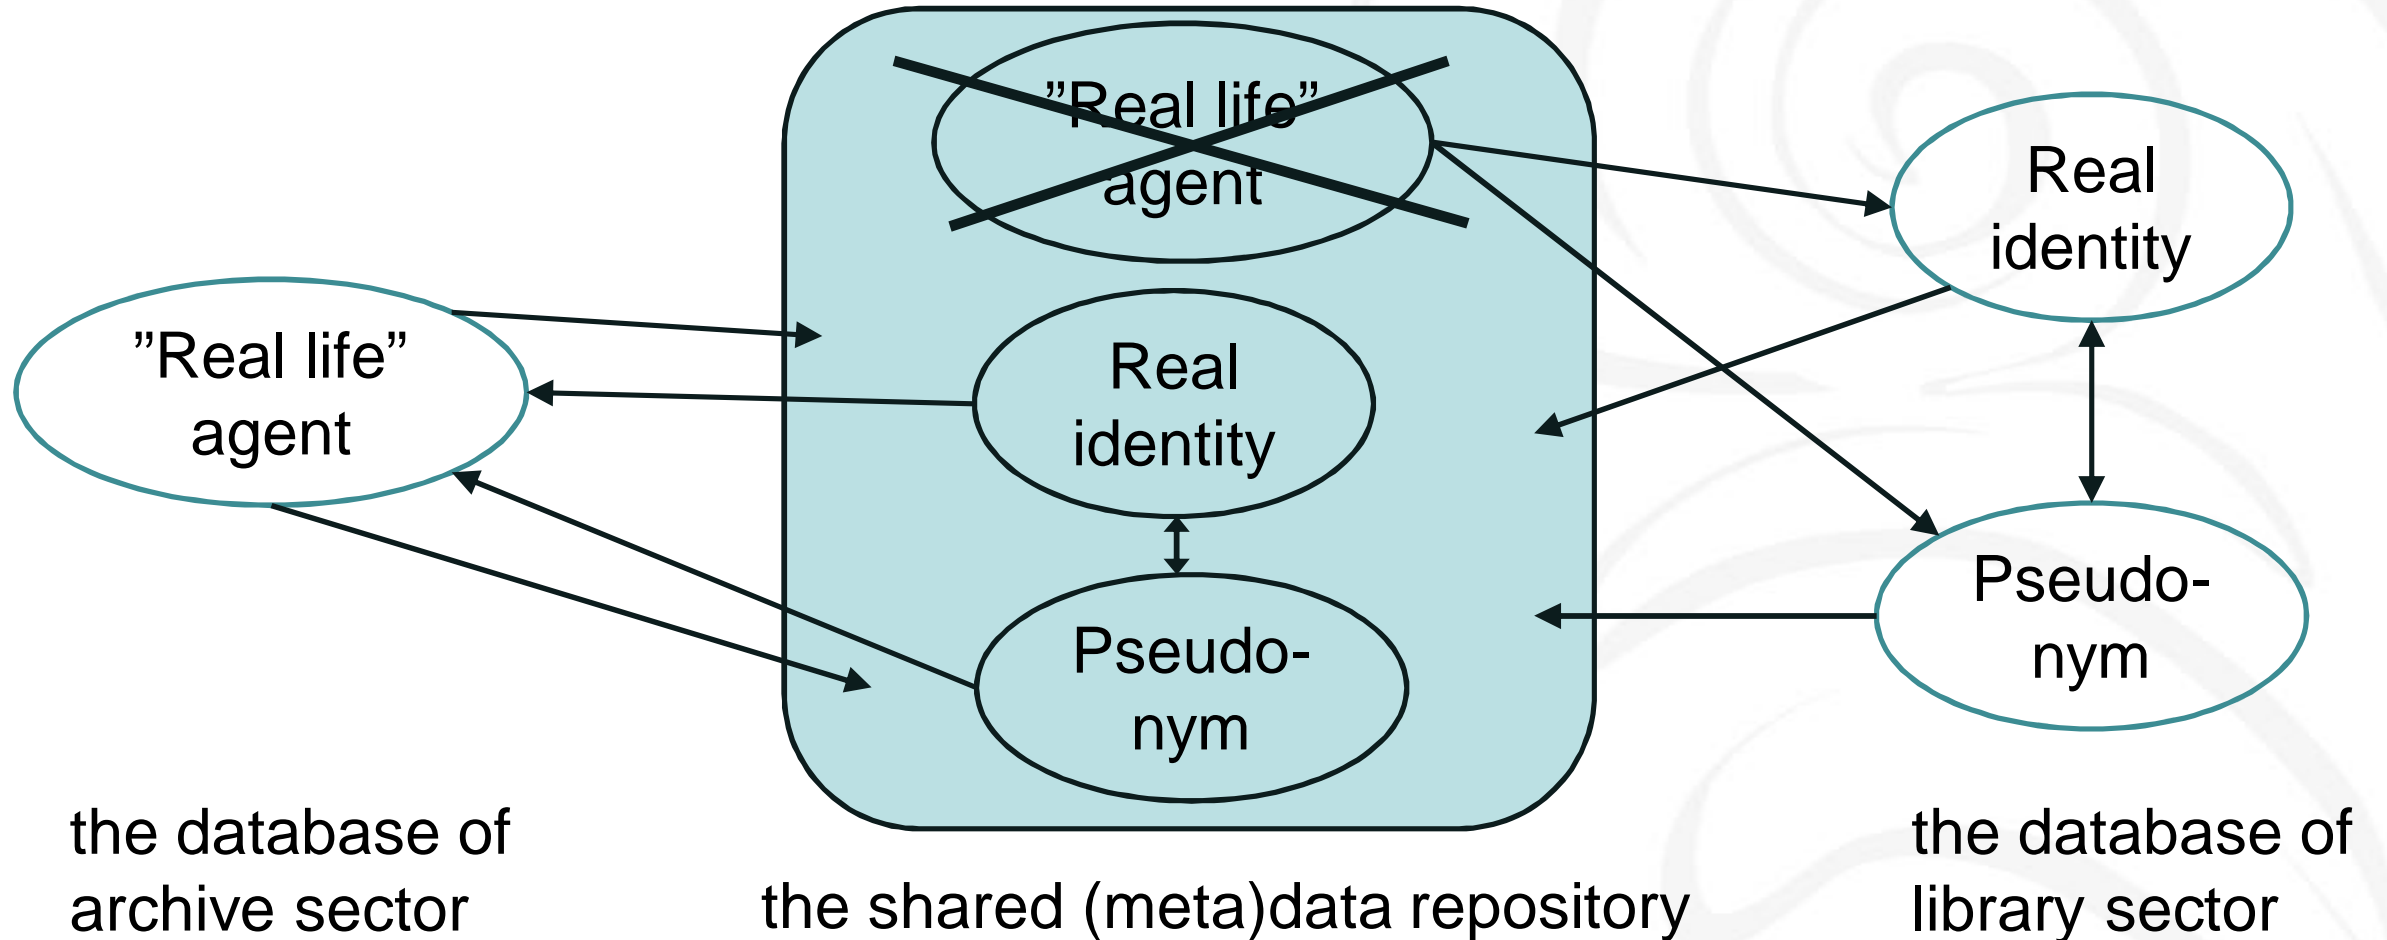 ”Real life”
agent
Real
identity
”Real life”
agent
Real
identity
Pseudo-
nym
Pseudo-
nym
the database of
archive sector
the shared (meta)data repository
the database of
library sector